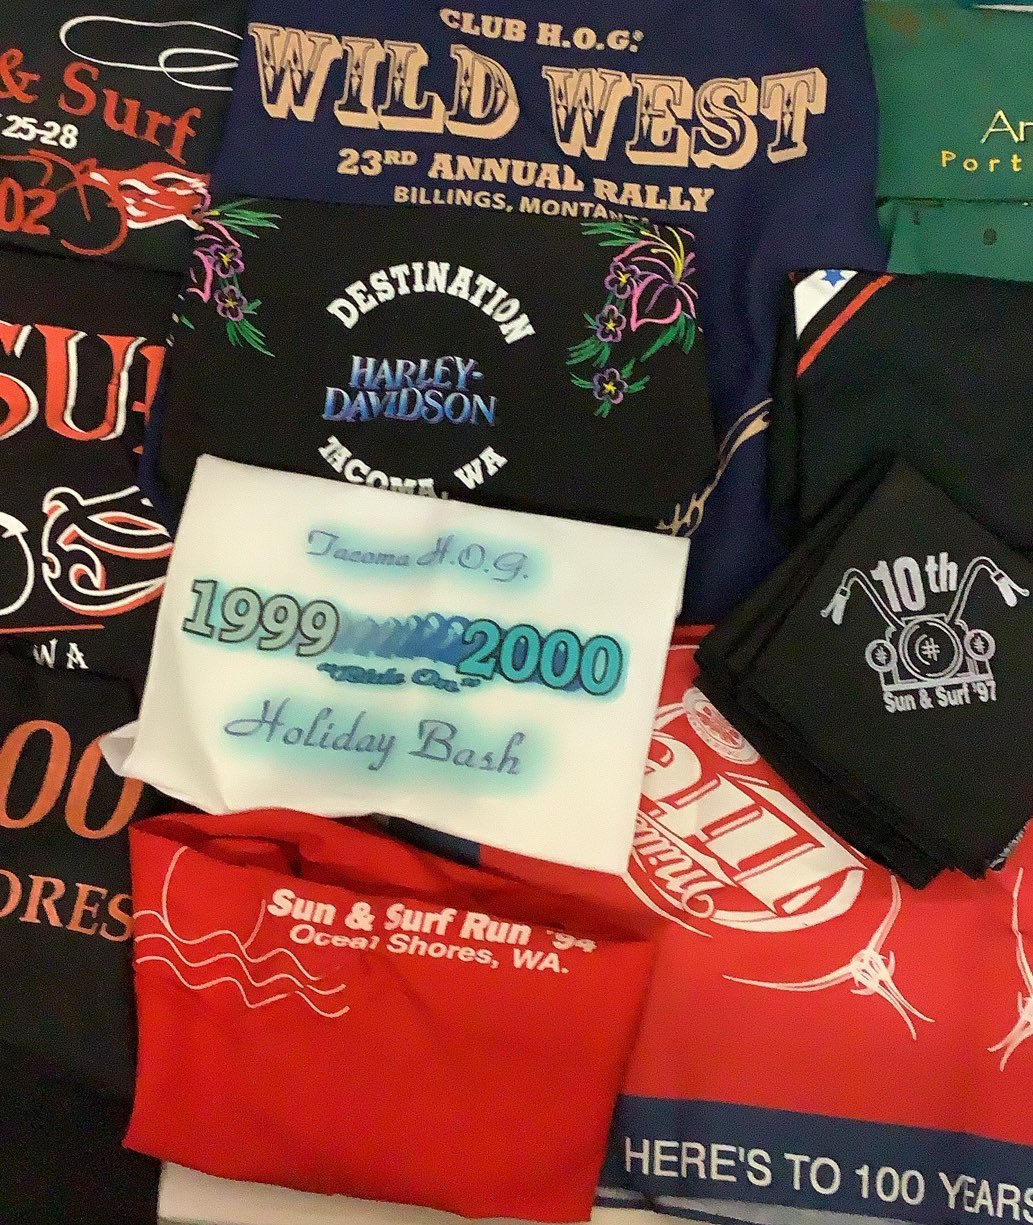 & Surf
25-28
02
CLUB H.O.G.®
WILD WEST
23RD ANNUAL RALLY
BILLINGS, MONTANA
DESTINATION
HARLEY-
DAVIDSON
TACOMA, WA
WA
00
ORES
Tacoma H.O.G.
1999 2000
"Ride On"
Holiday Bash
10th
Sun & Surf '97
Sun & Surf Run '94
Ocean Shores, WA.
HERE'S TO 100 YEARS